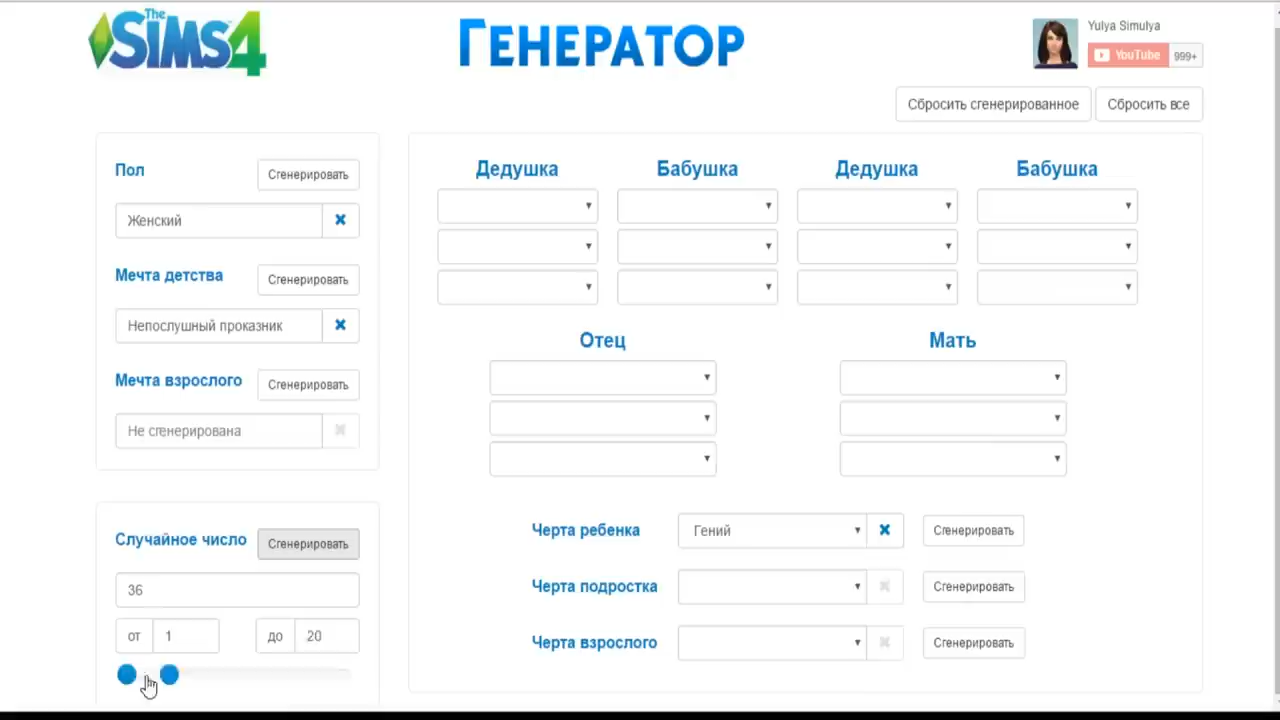 The SIMS 4
ГЕНЕРАТОР
Yulya Simulya
YouTube 999+
Сбросить сгенерированное Сбросить все
Пол Сгенерировать
Женский
Мечта детства Сгенерировать
Непослушный проказник
Мечта взрослого Сгенерировать
Не сгенерирована
Случайное число Сгенерировать
36
от 1 до 20
Дедушка Бабушка Дедушка Бабушка
Отец Мать
Черта ребенка Гений Сгенерировать
Черта подростка Сгенерировать
Черта взрослого Сгенерировать